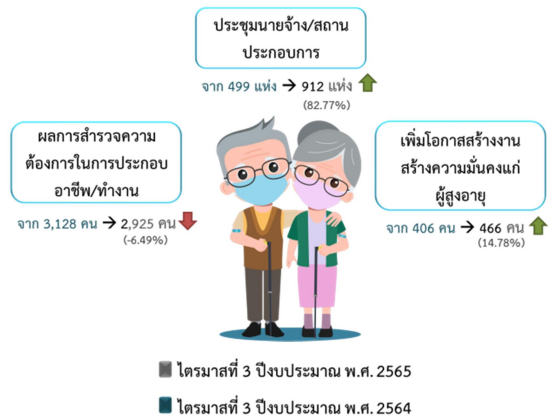 ประชุมนายจ้าง/สถาน
ประกอบการ
จาก 499 แห่ง → 912 แห่ง
(82.77%)
ผลการสำรวจความ
ต้องการในการประกอบ
อาชีพ/ทำงาน
จาก 3,128 คน → 2,925 คน
(-6.49%)
เพิ่มโอกาสสร้างงาน
สร้างความมั่นคงแก่
ผู้สูงอายุ
จาก 406 คน → 466 คน
(14.78%)
ไตรมาสที่ 3 ปีงบประมาณ พ.ศ. 2565
ไตรมาสที่ 3 ปีงบประมาณ พ.ศ. 2564